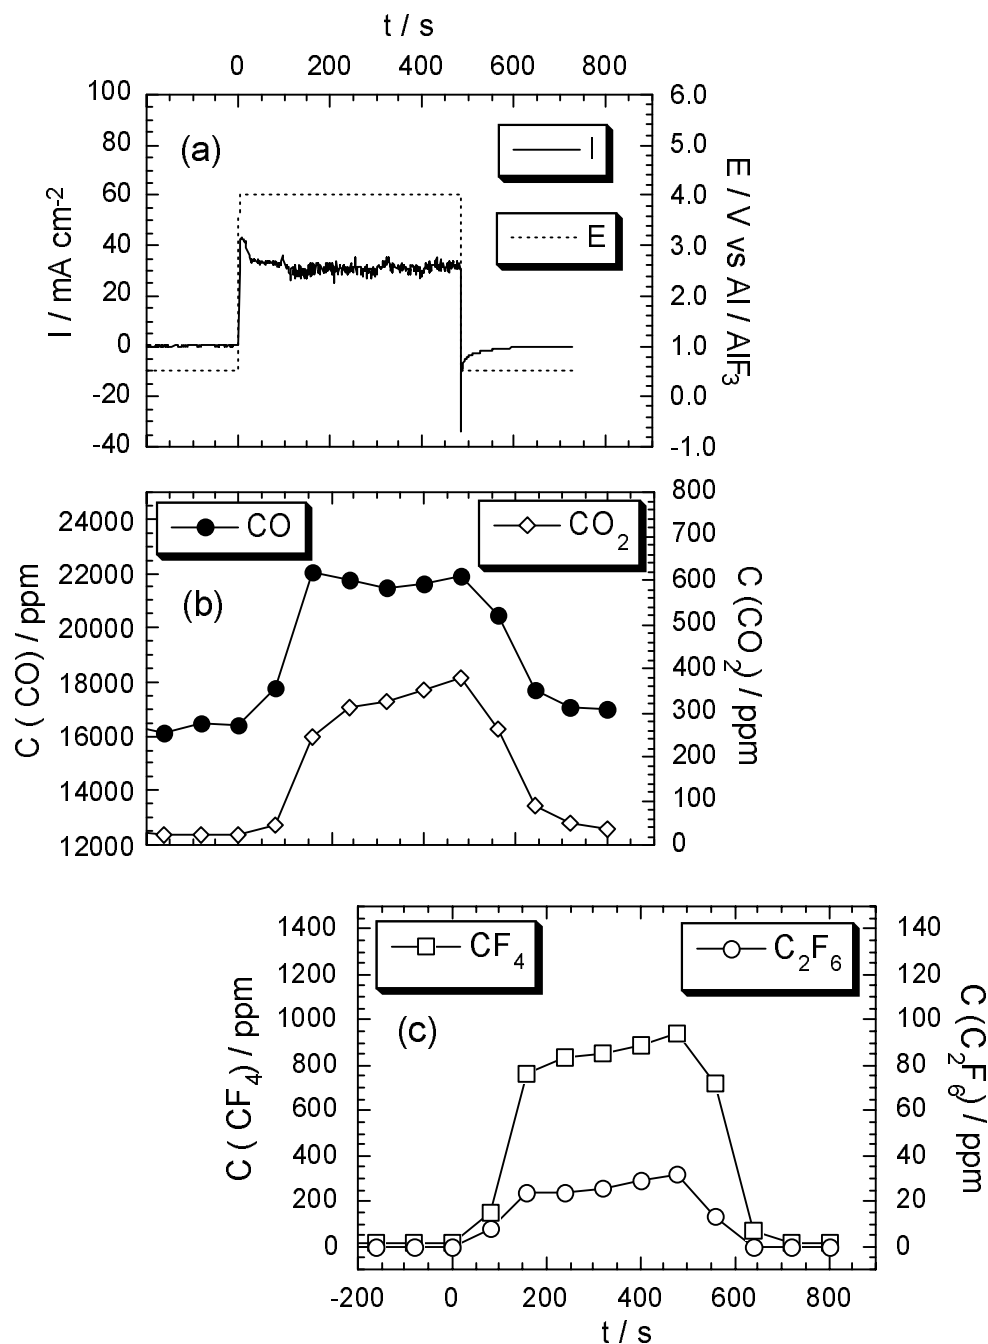 t / s
0 200 400 600 800
100
80
60
40
20
0
-20
-40
I / mA cm-2
(a)
I
E
6.0
5.0
4.0
3.0
2.0
1.0
0.0
-1.0
E / V vs Al / AlF3
24000
22000
20000
18000
16000
14000
12000
C ( CO) / ppm
CO
CO2
(b)
800
700
600
500
400
300
200
100
0
C (CO2) / ppm
1400
1200
1000
800
600
400
200
0
C ( CF4) / ppm
CF4
C2F6
(c)
140
120
100
80
60
40
20
0
C (C2F6) / ppm
-200 0 200 400 600 800
t / s